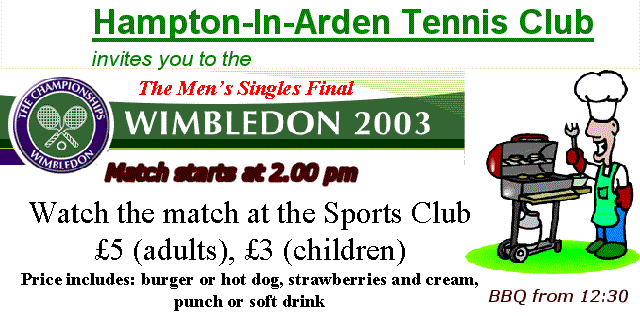 Hampton-In-Arden Tennis Club
invites you to the
The Men's Singles Final
THE CHAMPIONSHIPS
WIMBLEDON
WIMBLEDON 2003
Match starts at 2.00 pm
Watch the match at the Sports Club
£5 (adults), £3 (children)
Price includes: burger or hot dog, strawberries and cream,
punch or soft drink
BBQ from 12:30